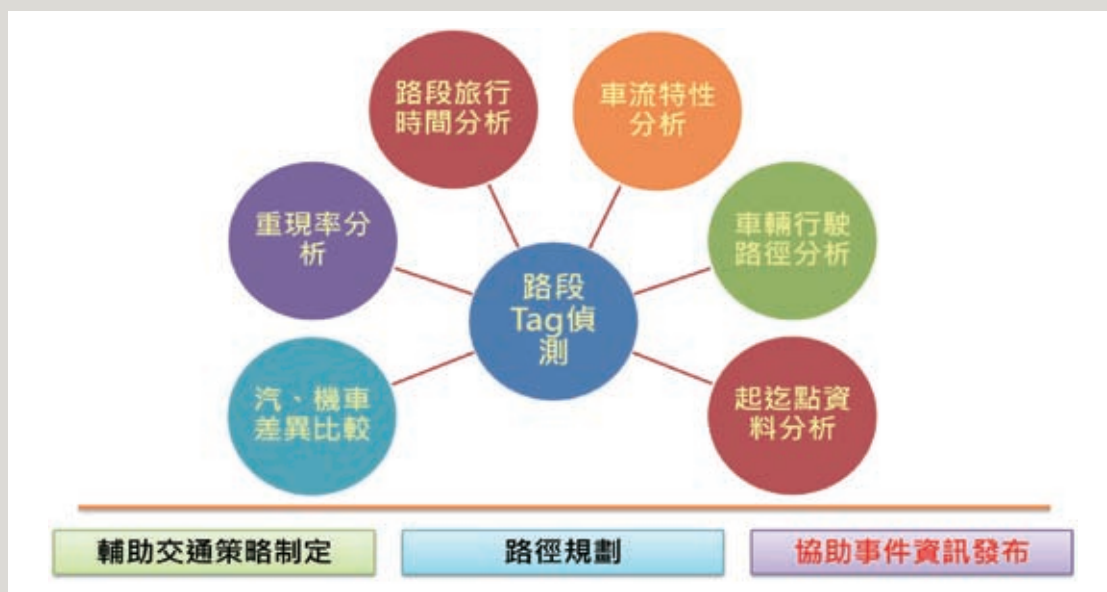 路段旅行
時間分析
車流特性
分析
重現率分
析
車輛行駛
路徑分析
路段
Tag偵
測
汽、機車
差異比較
起迄點資
料分析
輔助交通策略制定
路徑規劃
協助事件資訊發布